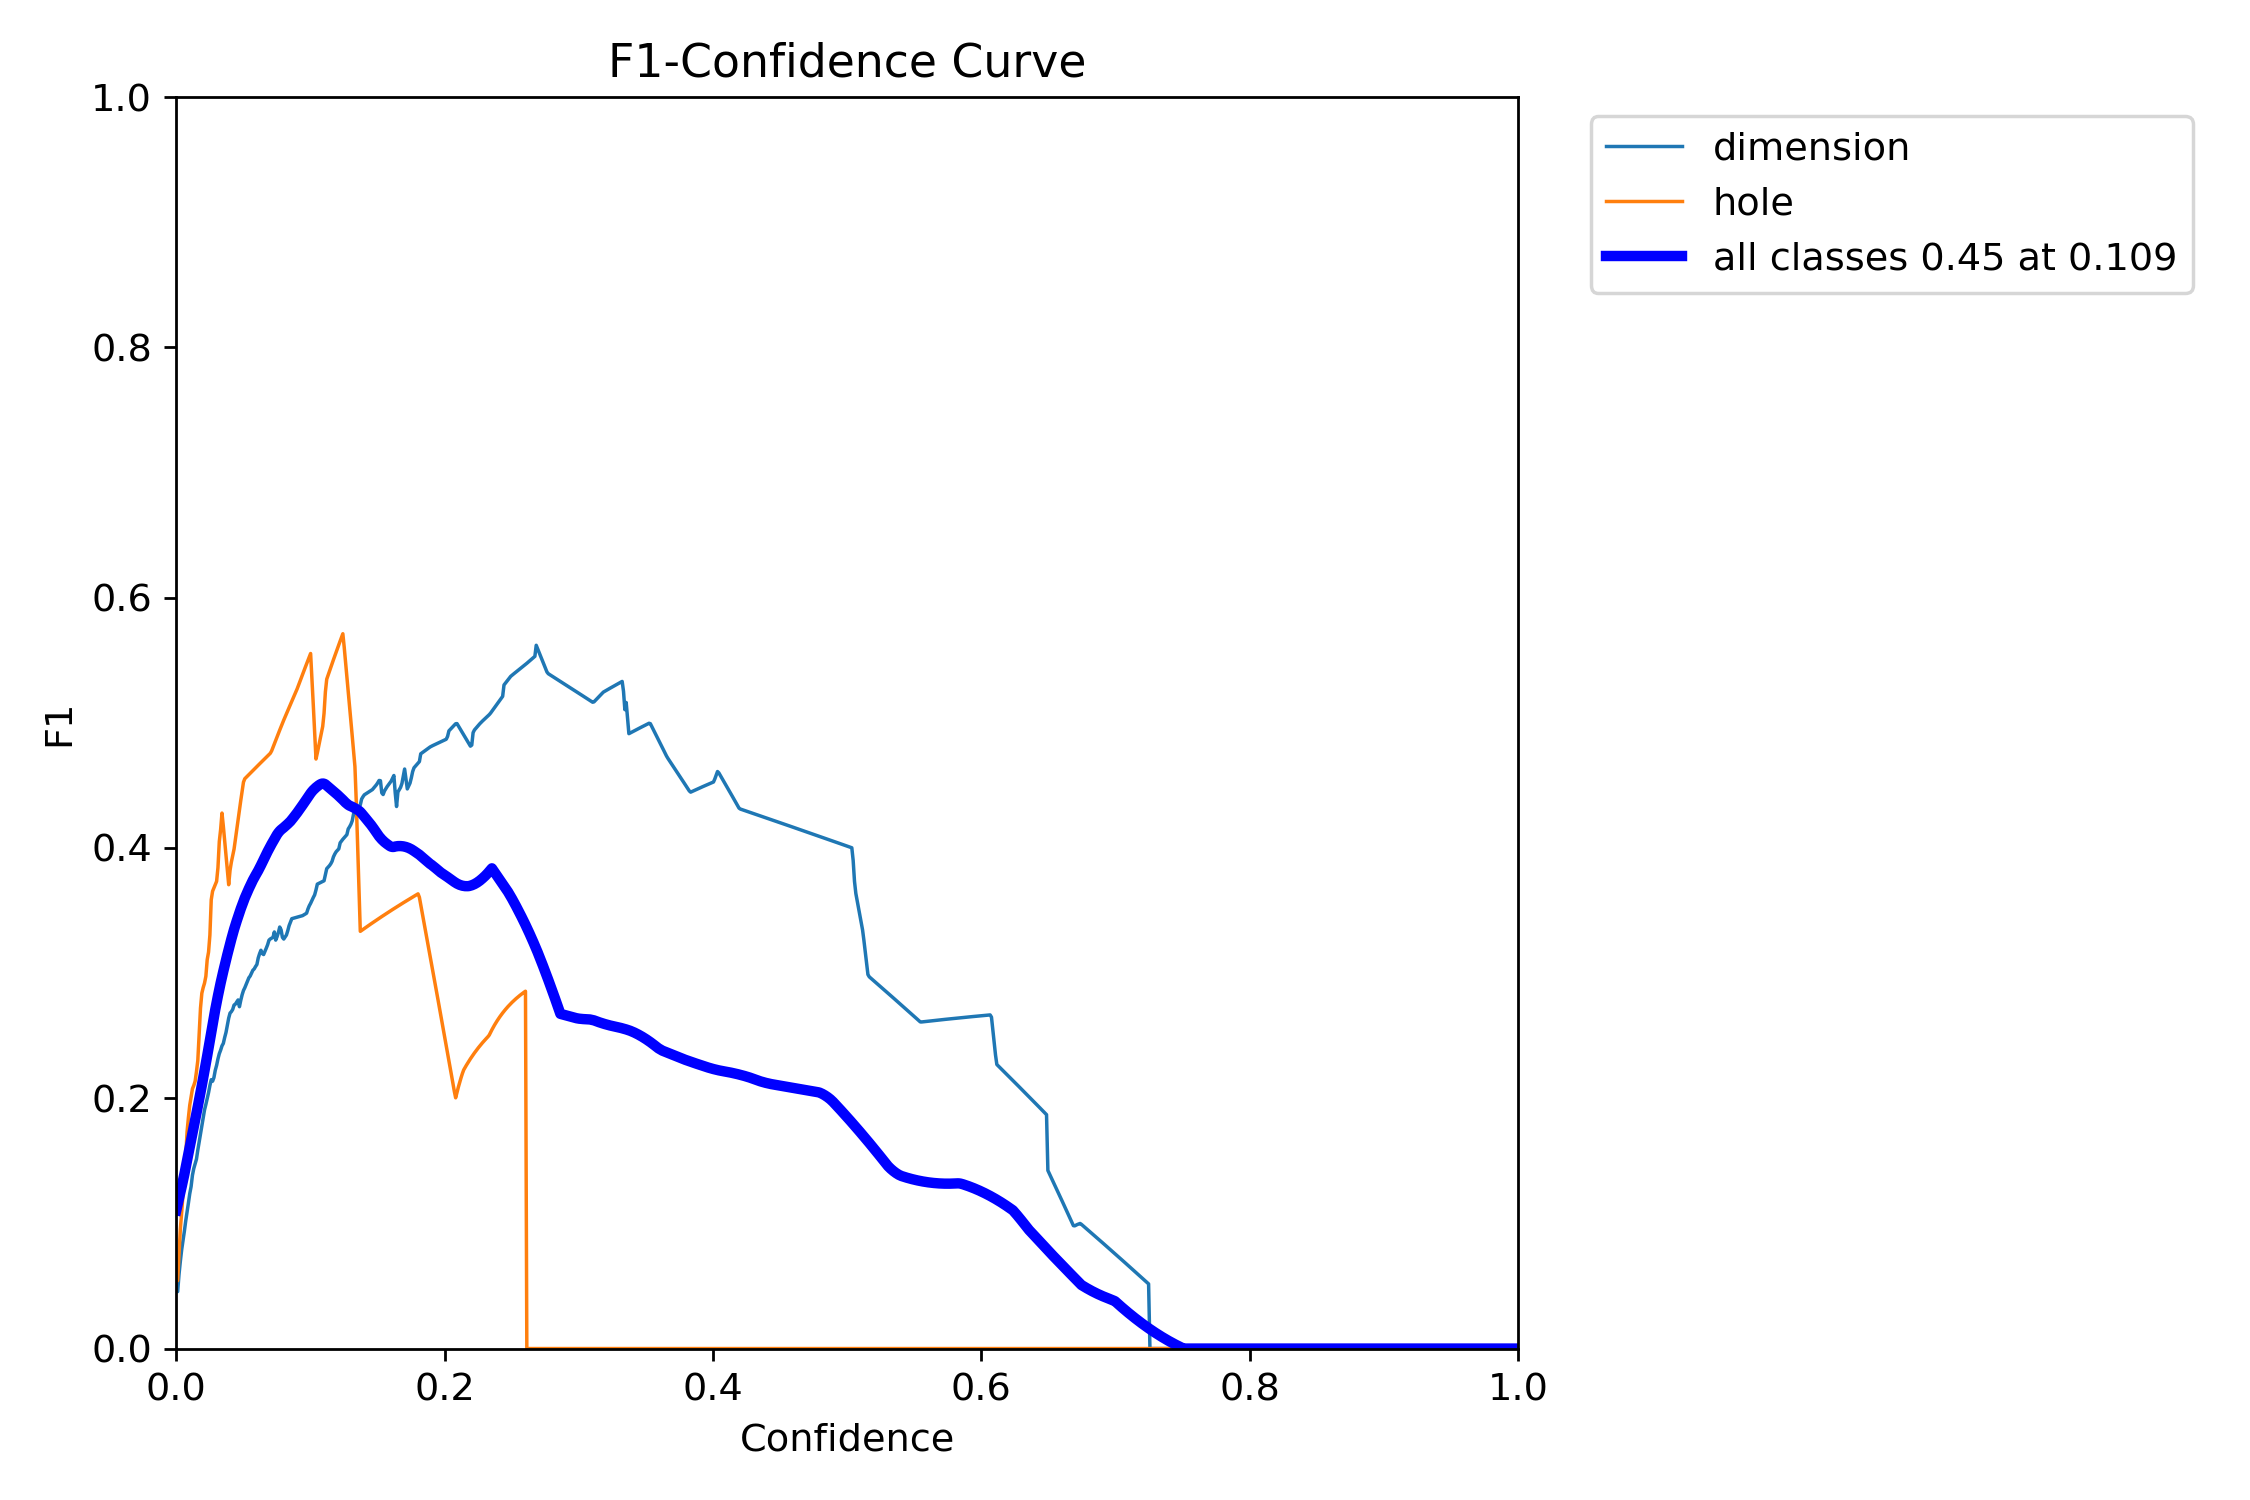 F1-Confidence Curve
1.0
0.8
0.6
0.4
0.2
0.0
F1
0.0 0.2 0.4 0.6 0.8 1.0
Confidence
dimension
hole
all classes 0.45 at 0.109